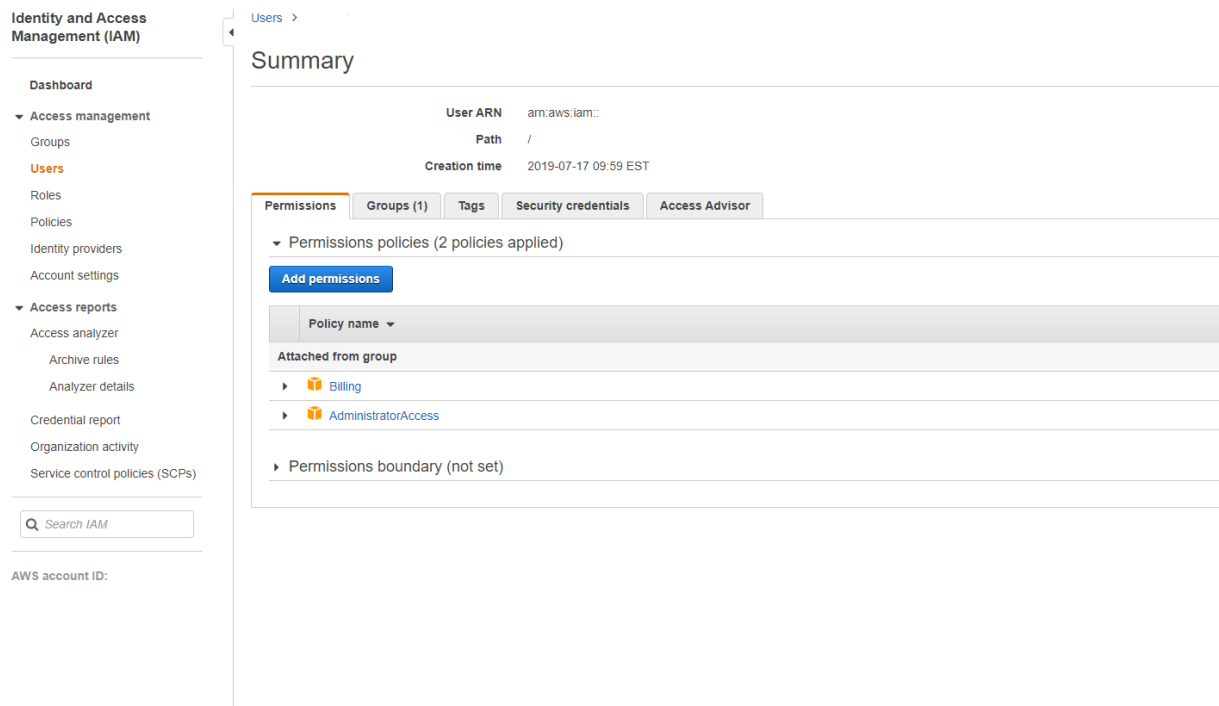 Identity and Access
Management (IAM)
Dashboard
Access management
Groups
Users
Roles
Policies
Identity providers
Account settings
Access reports
Access analyzer
Archive rules
Analyzer details
Credential report
Organization activity
Service control policies (SCPs)
Search IAM
AWS account ID:
Users >
Summary
User ARN arn:aws:iam::
Path /
Creation time 2019-07-17 09:59 EST
Permissions Groups (1) Tags Security credentials Access Advisor
Permissions policies (2 policies applied)
Add permissions
Policy name
Attached from group
Billing
AdministratorAccess
Permissions boundary (not set)